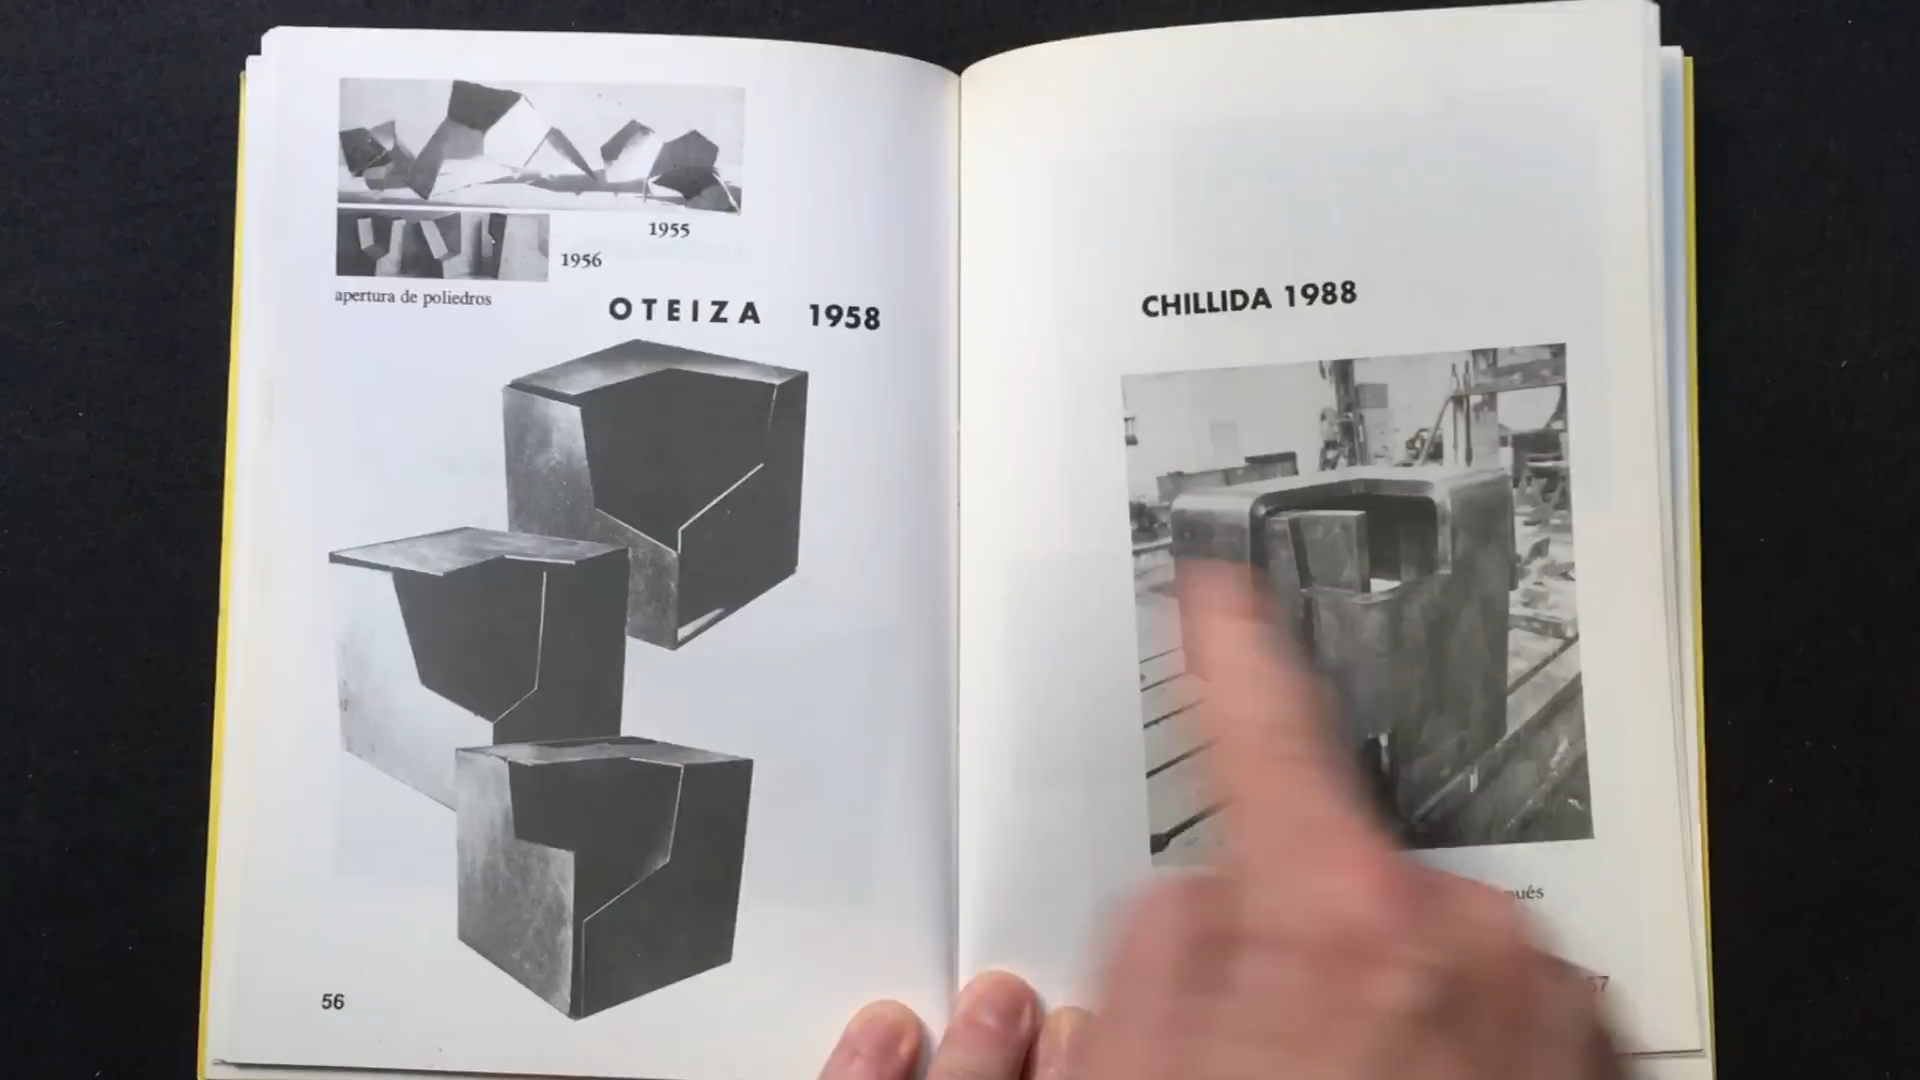 1955
1956
apertura de poliedros
OTEIZA 1958
56
CHILLIDA 1988